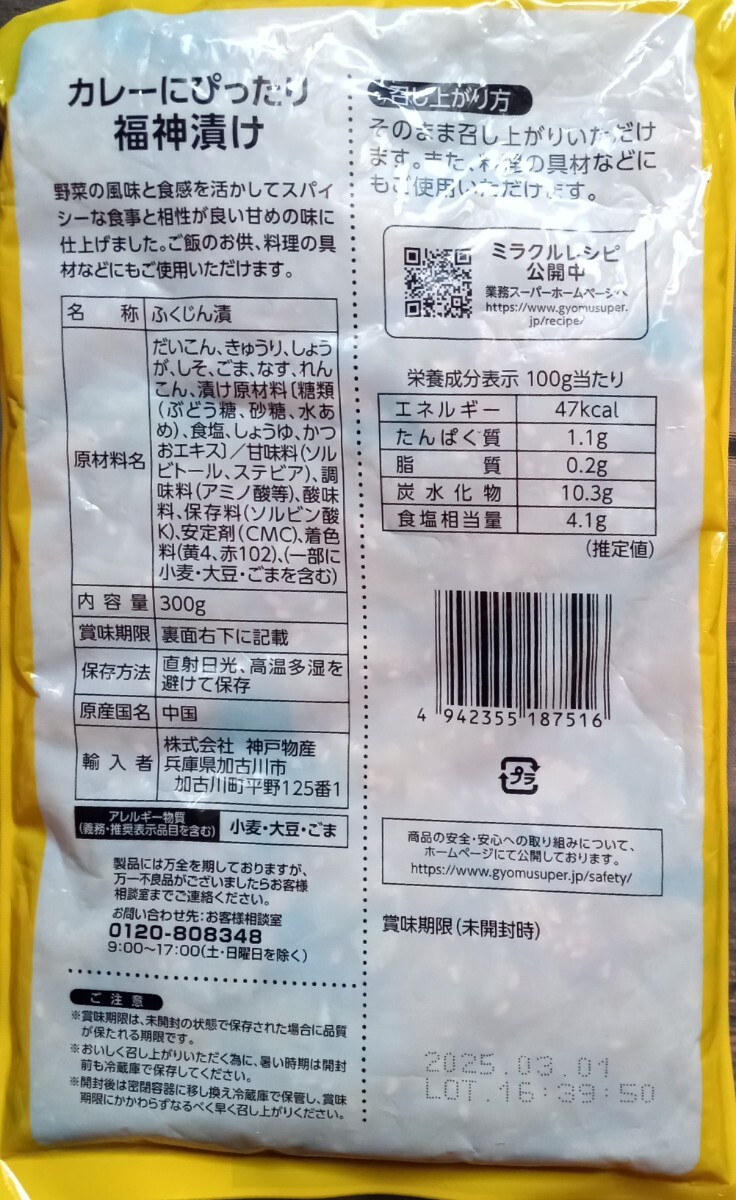 カレーにぴったり
福神漬け
野菜の風味と食感を活かしてスパイ
シーな食事と相性が良い甘めの味に
仕上げました。ご飯のお供、料理の具
材などにもご使用いただけます。
名 称 ふくじん漬
原材料名 だいこん、きゅうり、しょう
が、しそ、ごま、なす、れん
こん、漬け原材料〔糖類
(ぶどう糖、砂糖、水あ
め)、食塩、しょうゆ、かつ
おエキス〕/甘味料(ソル
ビトール、ステビア)、調
味料(アミノ酸等)、酸味
料、保存料(ソルビン酸
K)、安定剤(CMC)、着色
料(黄4、赤102)、(一部に
小麦・大豆・ごまを含む)
内容量 300g
賞味期限 裏面右下に記載
保存方法 直射日光、高温多湿を
避けて保存
原産国名 中国
輸入者 株式会社 神戸物産
兵庫県加古川市
加古川町平野125番1
アレルギー物質
(義務・推奨表示品目を含む) 小麦・大豆・ごま
製品には万全を期しておりますが、
万一不良品がございましたらお客様
相談室までご連絡ください。
お問い合わせ先:お客様相談室
0120-808348
9:00~17:00(土・日曜日を除く)
ご注意
※賞味期限は、未開封の状態で保存された場合に品質
が保たれる期限です。
※おいしく召し上がりいただく為に、暑い時期は開封
前も冷蔵庫で保存してください。
※開封後は密閉容器に移し換え冷蔵庫で保管し、賞味
期限にかかわらずなるべく早く召し上がりください。
召し上がり方
そのまま召し上がりいただけ
ます。また、料理の具材などに
もご使用いただけます。
ミラクルレシピ
公開中
業務スーパーホームページへ
https://www.gyomusuper.
jp/recipe/
栄養成分表示 100g当たり
エネルギー 47kcal
たんぱく質 1.1g
脂 質 0.2g
炭水化物 10.3g
食塩相当量 4.1g
(推定値)
4 942355 187516
プラ
商品の安全・安心への取り組みについて、
ホームページにて公開しております。
https://www.gyomusuper.jp/safety/
賞味期限(未開封時)
2025.03.01
LOT.16:39:50